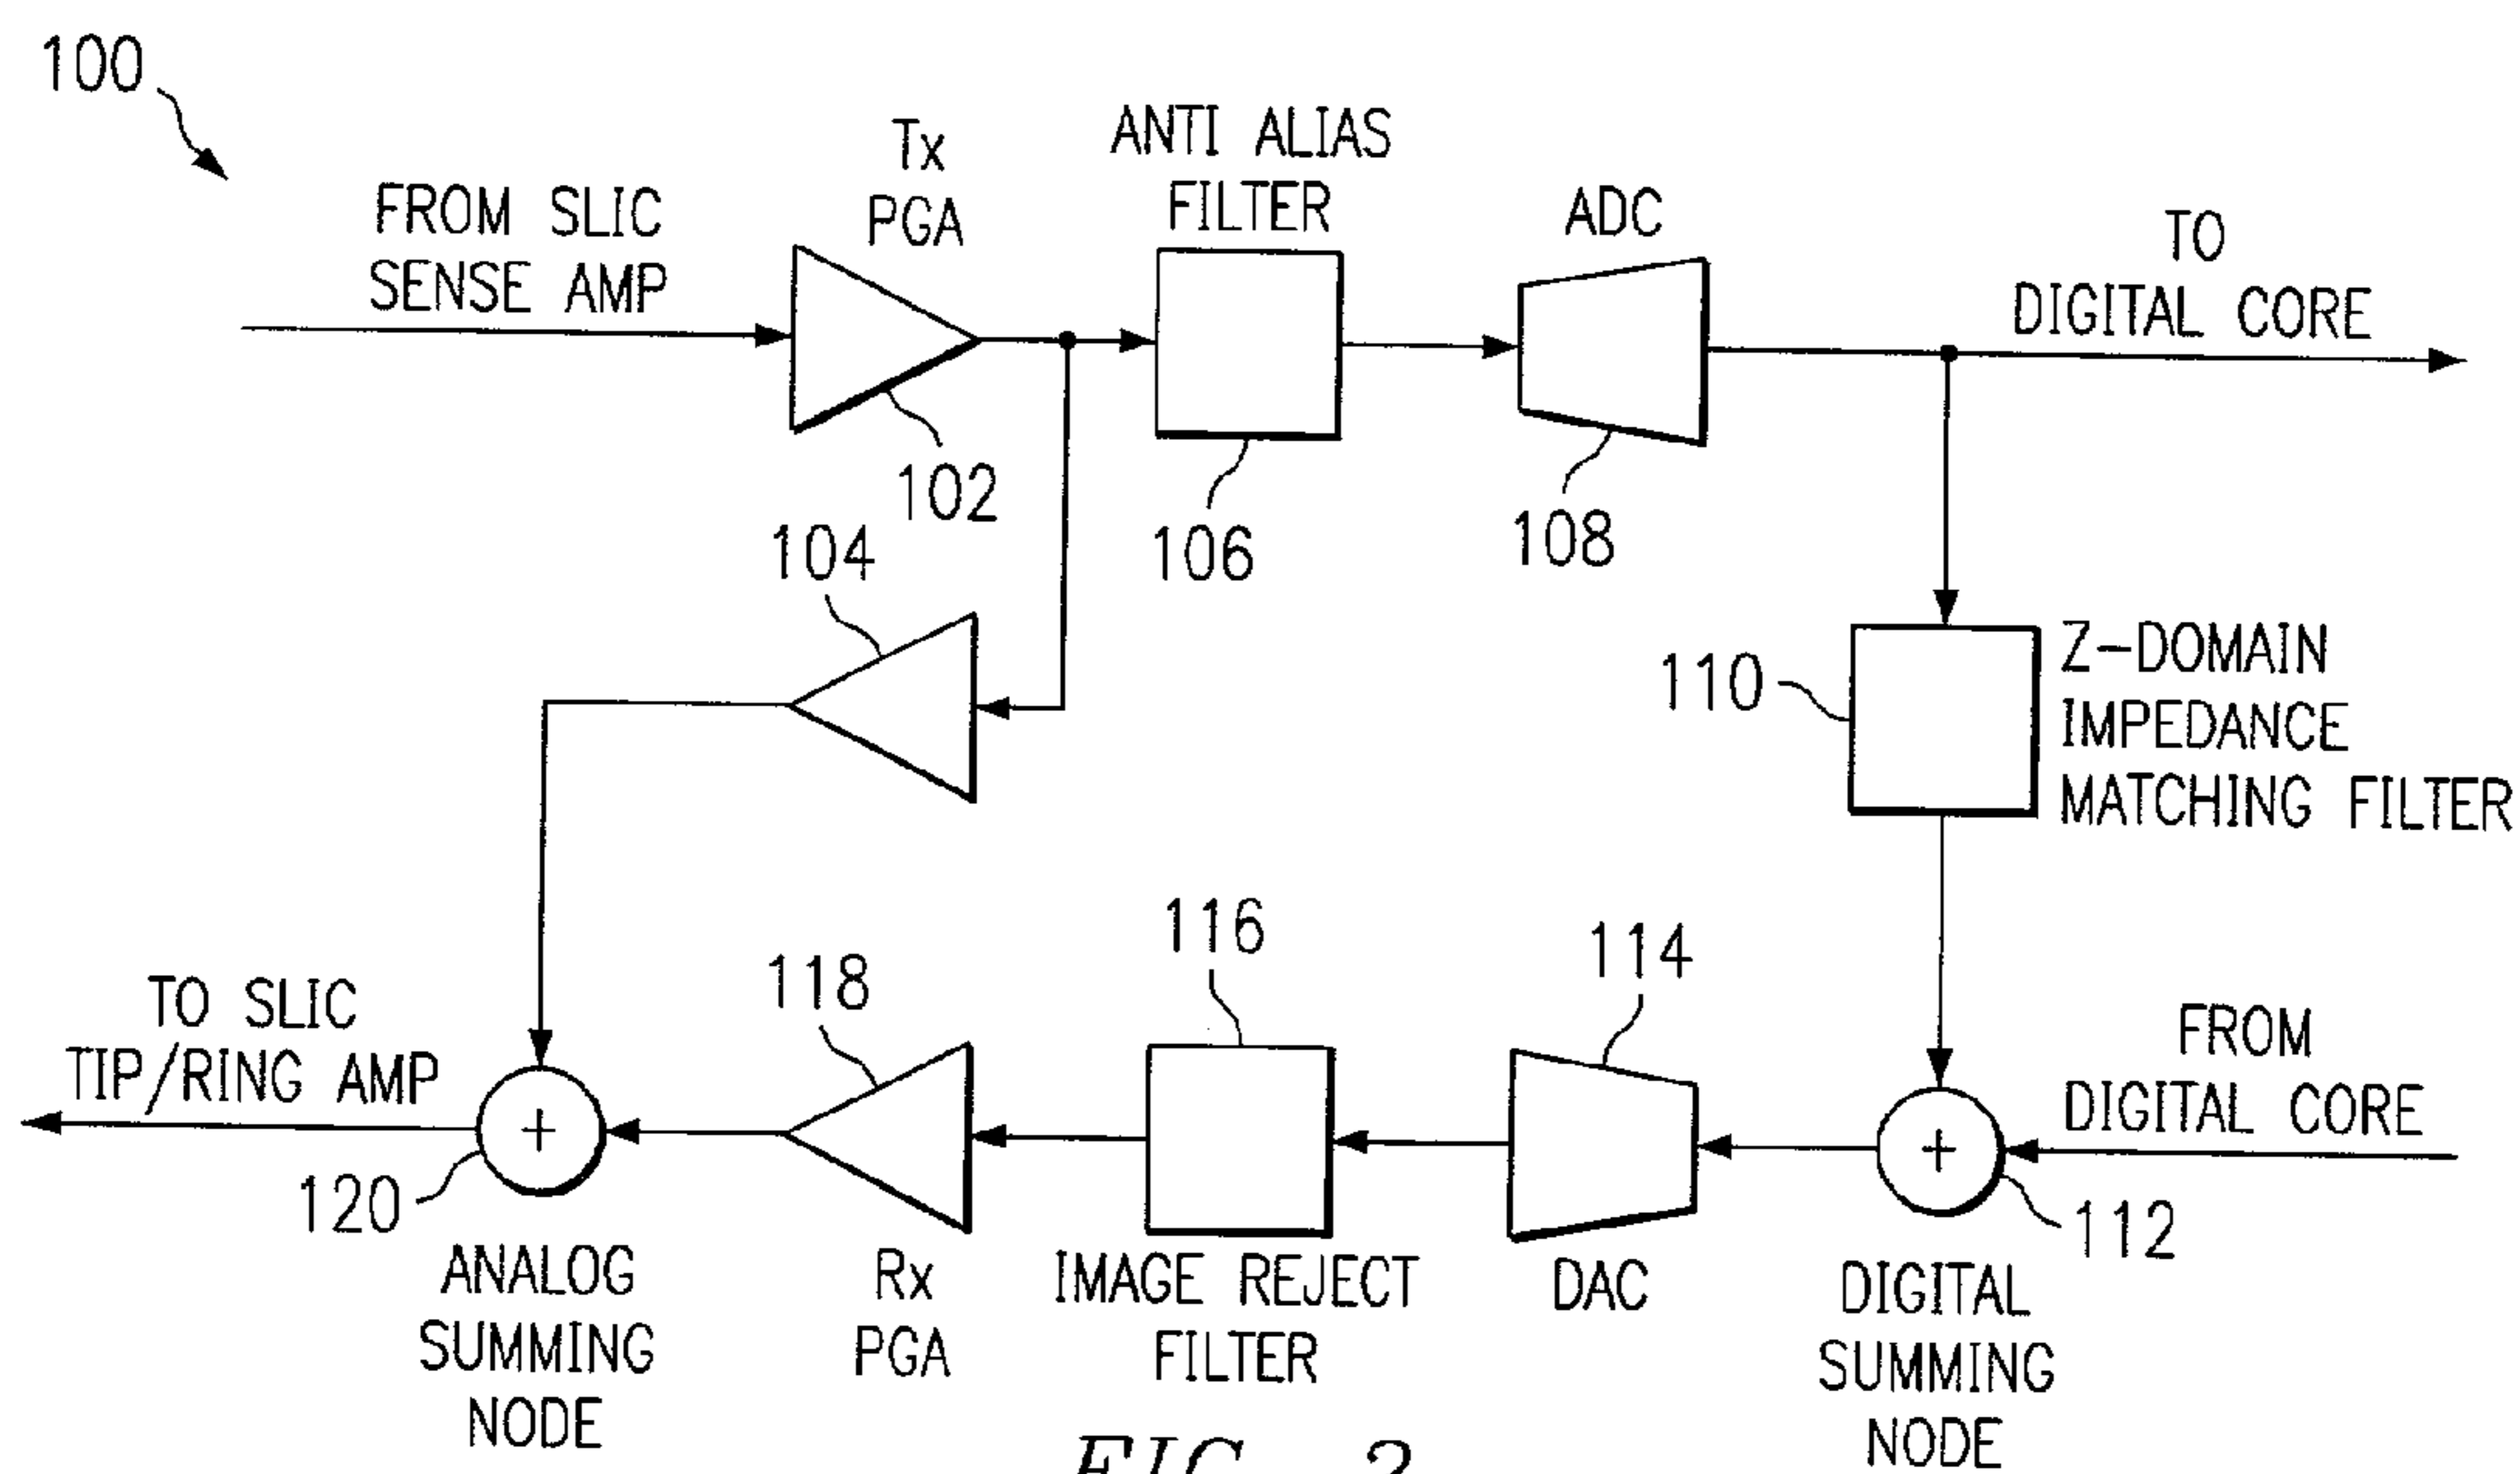 100
FROM SLIC
SENSE AMP
Tx
PGA
102
ANTI ALIAS
FILTER
106
ADC
108
TO
DIGITAL CORE
104
110
Z-DOMAIN
IMPEDANCE
MATCHING FILTER
TO SLIC
TIP/RING AMP
120
ANALOG
SUMMING
NODE
118
Rx
PGA
116
IMAGE REJECT
FILTER
114
DAC
FROM
DIGITAL CORE
112
DIGITAL
SUMMING
NODE
FIG. 2